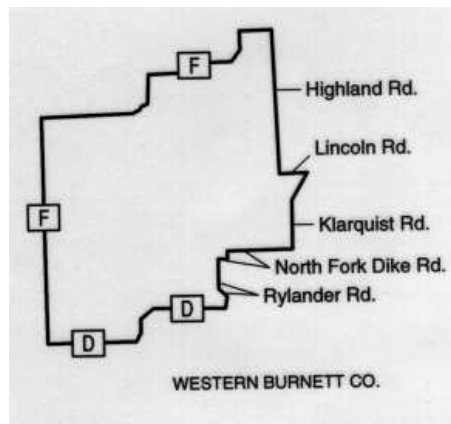 F
Highland Rd.
Lincoln Rd.
F
Klarquist Rd.
North Fork Dike Rd.
Rylander Rd.
D
D
WESTERN BURNETT CO.